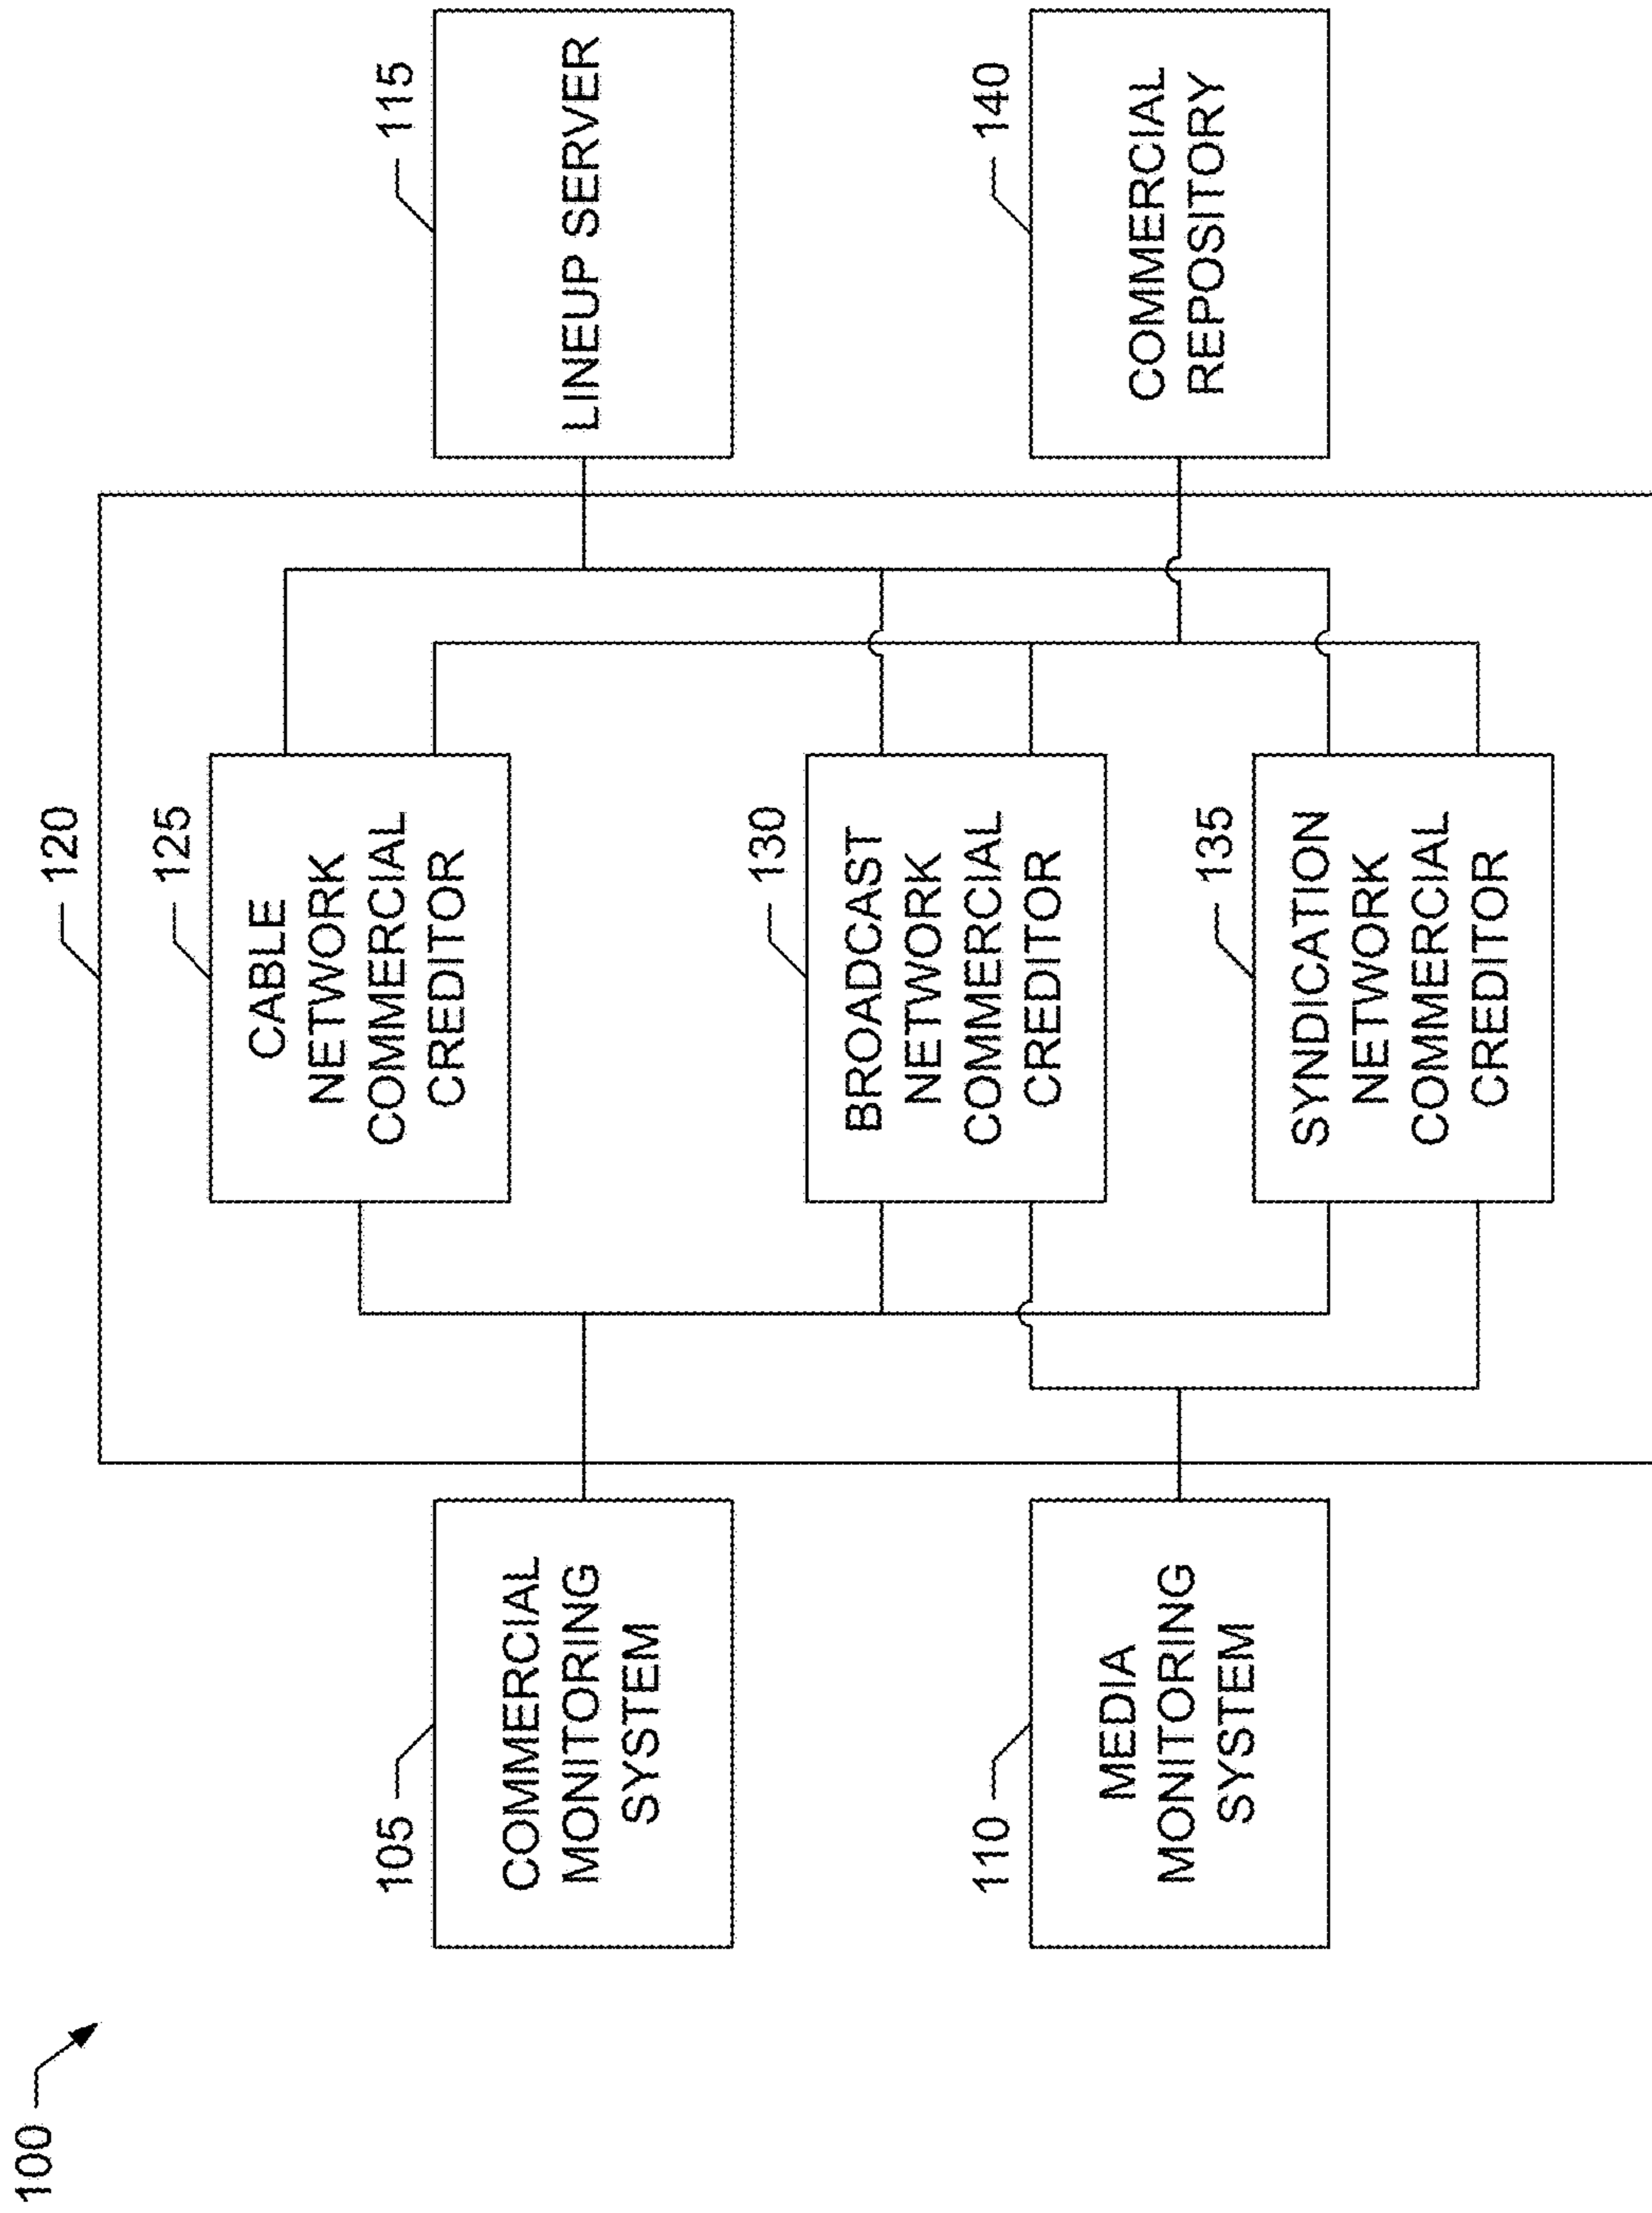 100
120
105
COMMERCIAL
MONITORING
SYSTEM
125
CABLE
NETWORK
COMMERCIAL
CREDITOR
115
LINEUP SERVER
110
MEDIA
MONITORING
SYSTEM
130
BROADCAST
NETWORK
COMMERCIAL
CREDITOR
140
COMMERCIAL
REPOSITORY
135
SYNDICATION
NETWORK
COMMERCIAL
CREDITOR